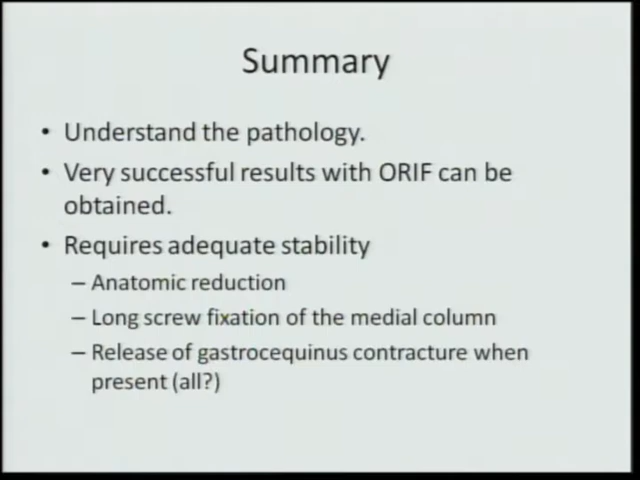 Summary
• Understand the pathology.
• Very successful results with ORIF can be
obtained.
• Requires adequate stability
– Anatomic reduction
– Long screw fixation of the medial column
– Release of gastrocequinus contracture when
present (all?)